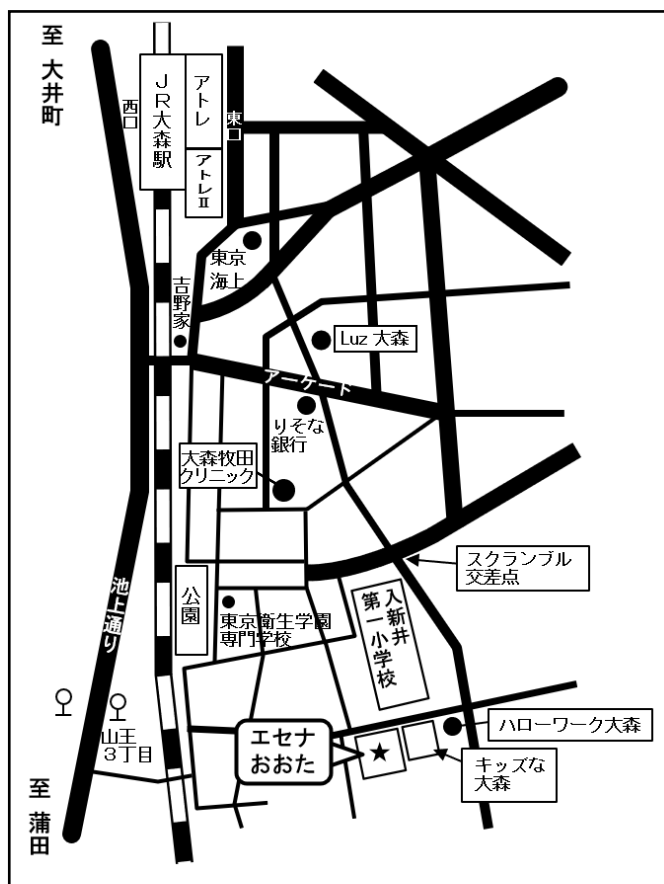 至 大井町
西口
JR大森駅
アトレ
アトレⅡ
東口
東京
海上
吉野家
Luz 大森
アーケード
りそな
銀行
大森牧田
クリニック
スクランブル
交差点
公園
池上通り
東京衛生学園
専門学校
入新井
第一小学校
山王
3丁目
エセナ
おおた
ハローワーク大森
キッズな
大森
至 蒲田